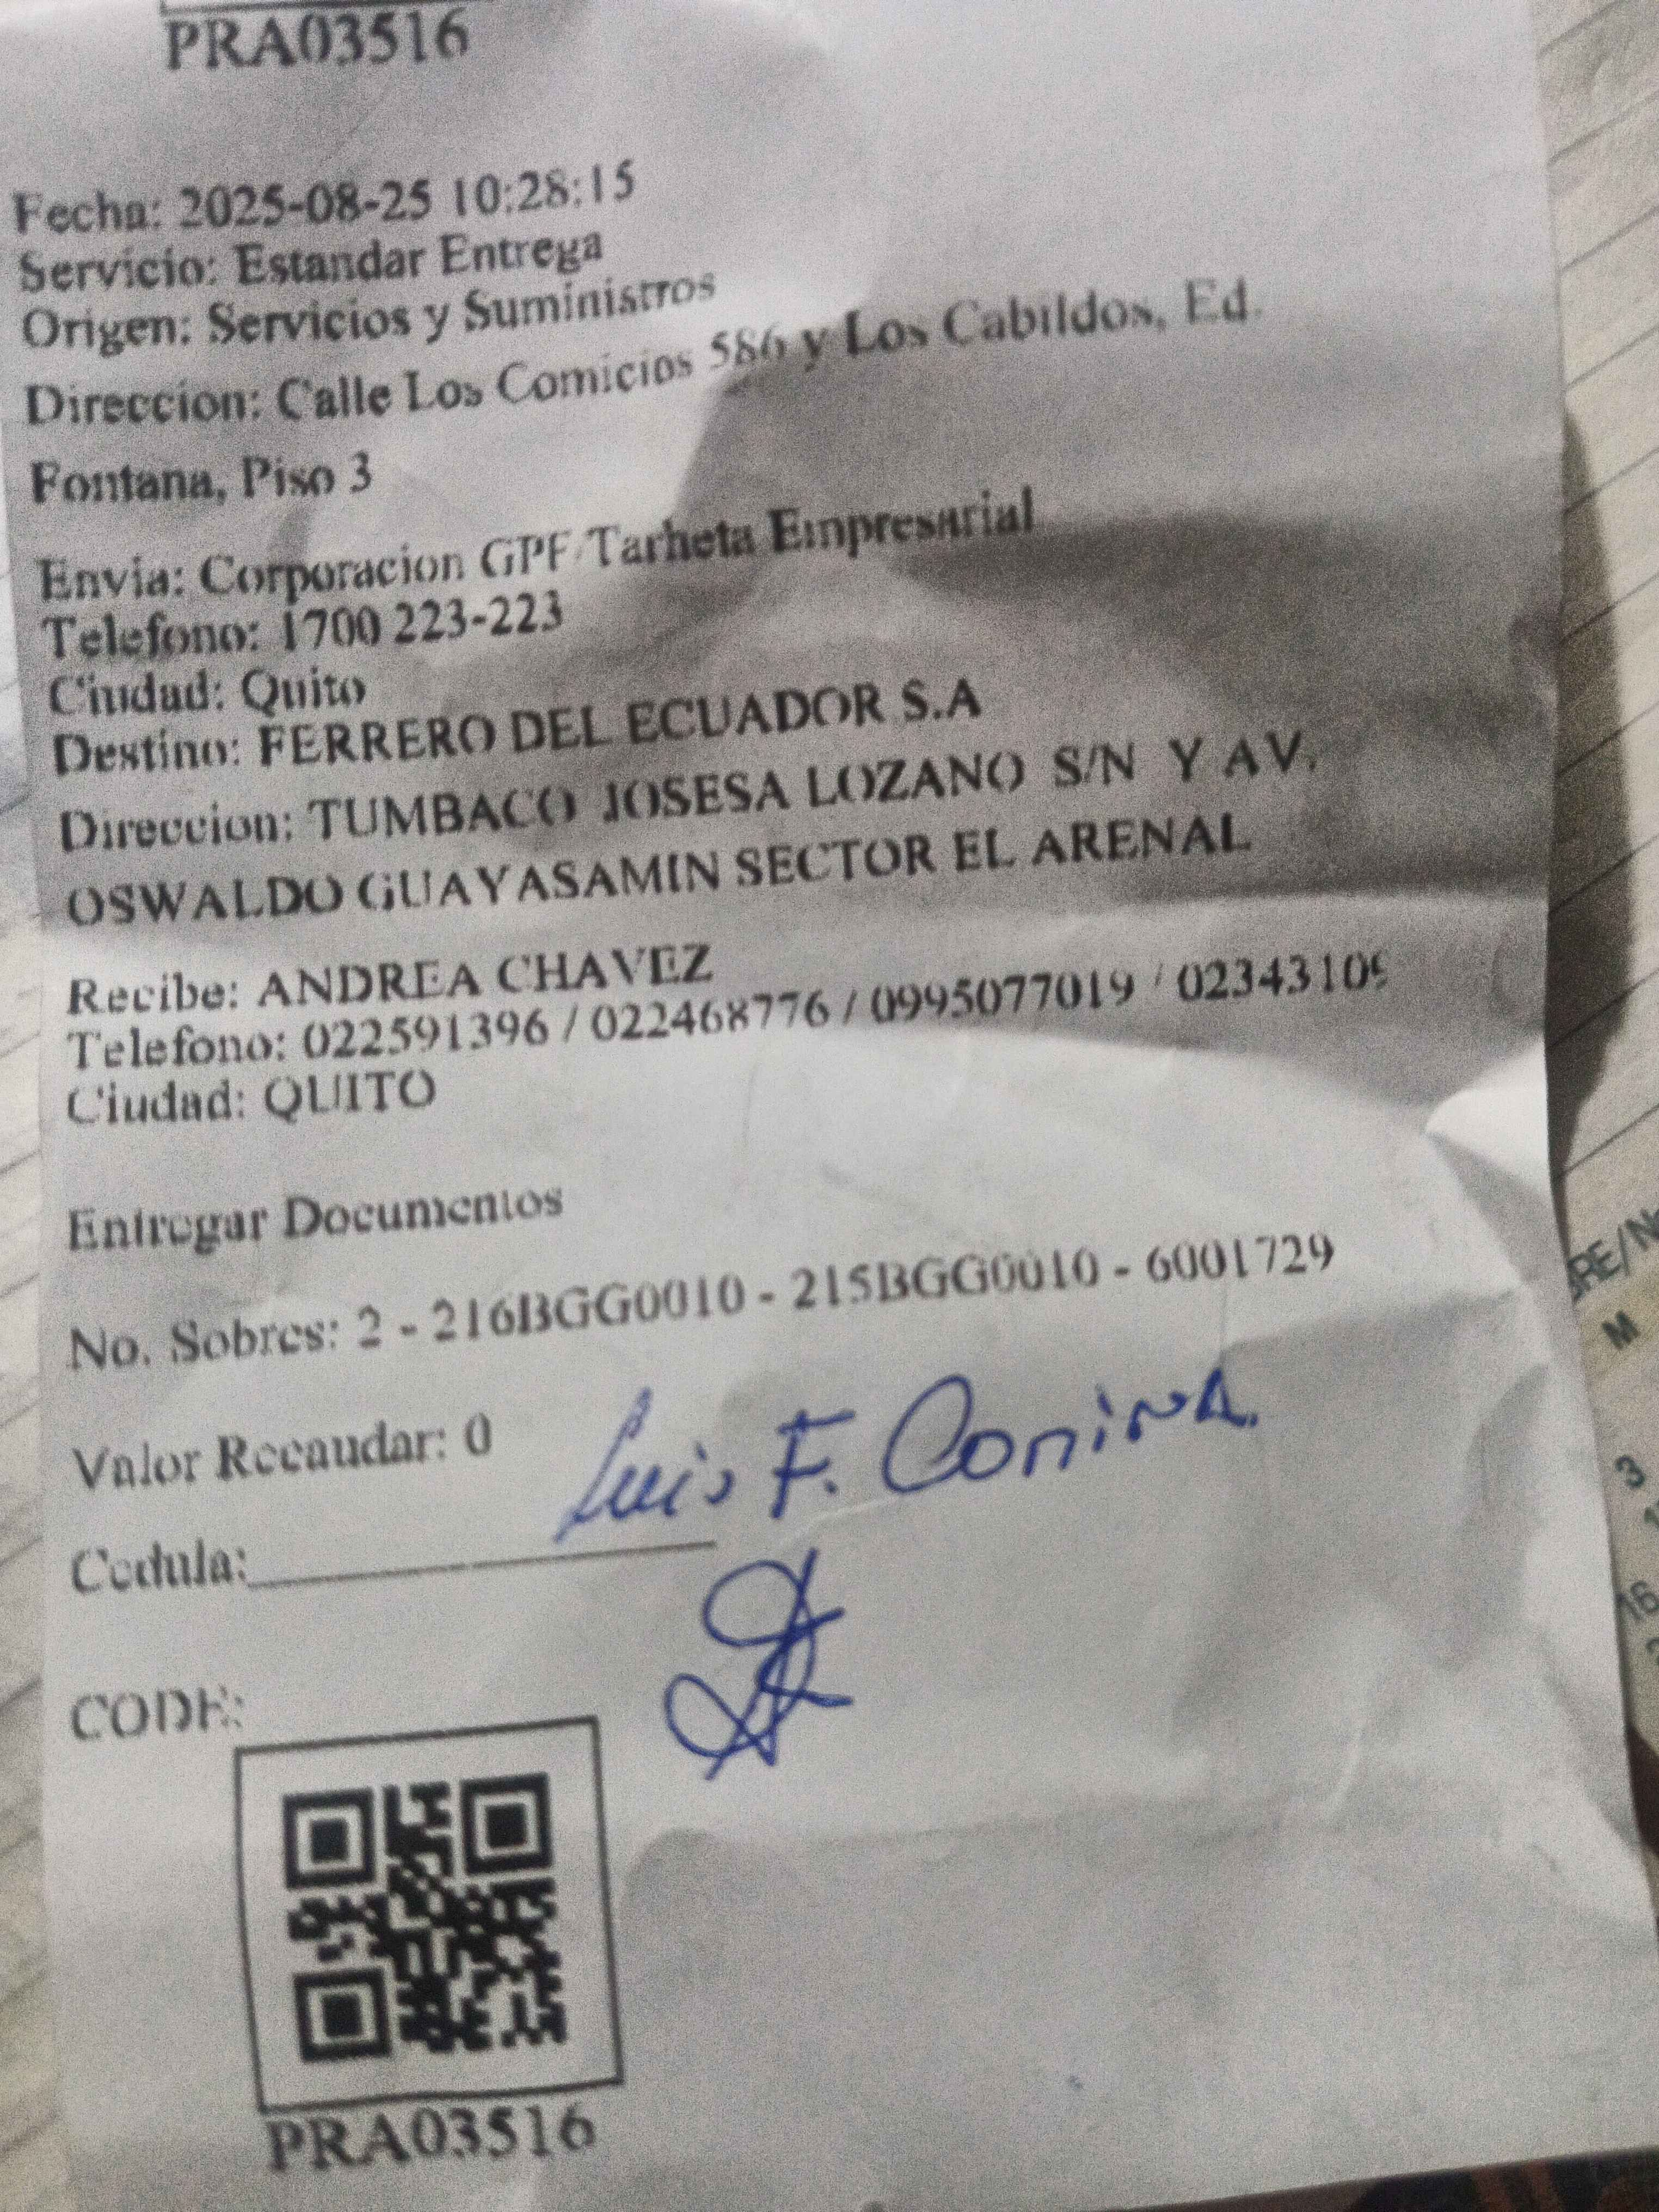 PRA03516
Fecha: 2025-08-25 10:28:15
Servicio: Estandar Entrega
Origen: Servicios y Suministros
Direccion: Calle Los Comicios 586 y Los Cabildos, Ed.
Fontana, Piso 3
Envia: Corporacion GPF/Tarheta Empresarial
Telefono: 1700 223-223
Ciudad: Quito
Destino: FERRERO DEL ECUADOR S.A
Direccion: TUMBACO JOSESA LOZANO S/N Y AV.
OSWALDO GUAYASAMIN SECTOR EL ARENAL
Recibe: ANDREA CHAVEZ
Telefono: 022591396 / 022468776 / 0995077019 / 02343109
Ciudad: QUITO
Entregar Documentos
No. Sobres: 2 - 216BGG0010 - 215BGG0010 - 6001729
Valor Recaudar: 0
Luis F.
Cedula:
CODE:
PRA03516
M
3
16